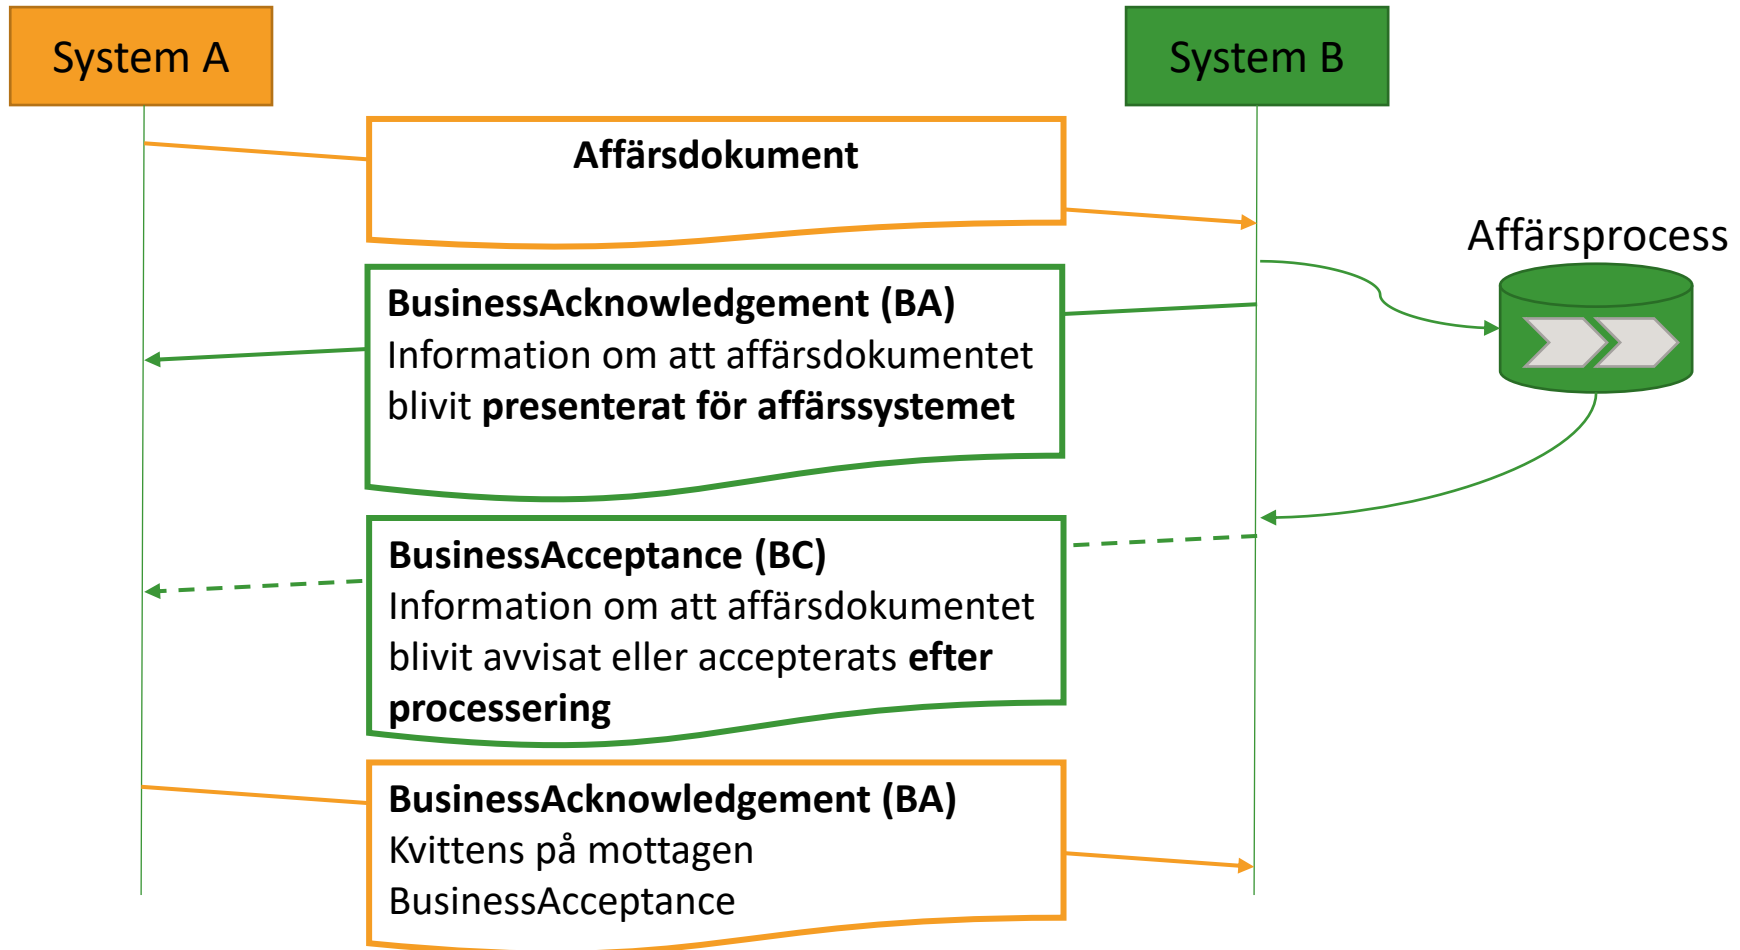 System A
System B
Affärsdokument
Affärsprocess
BusinessAcknowledgement (BA)
Information om att affärsdokumentet
blivit presenterat för affärssystemet
BusinessAcceptance (BC)
Information om att affärsdokumentet
blivit avvisat eller accepterats efter
processering
BusinessAcknowledgement (BA)
Kvittens på mottagen
BusinessAcceptance